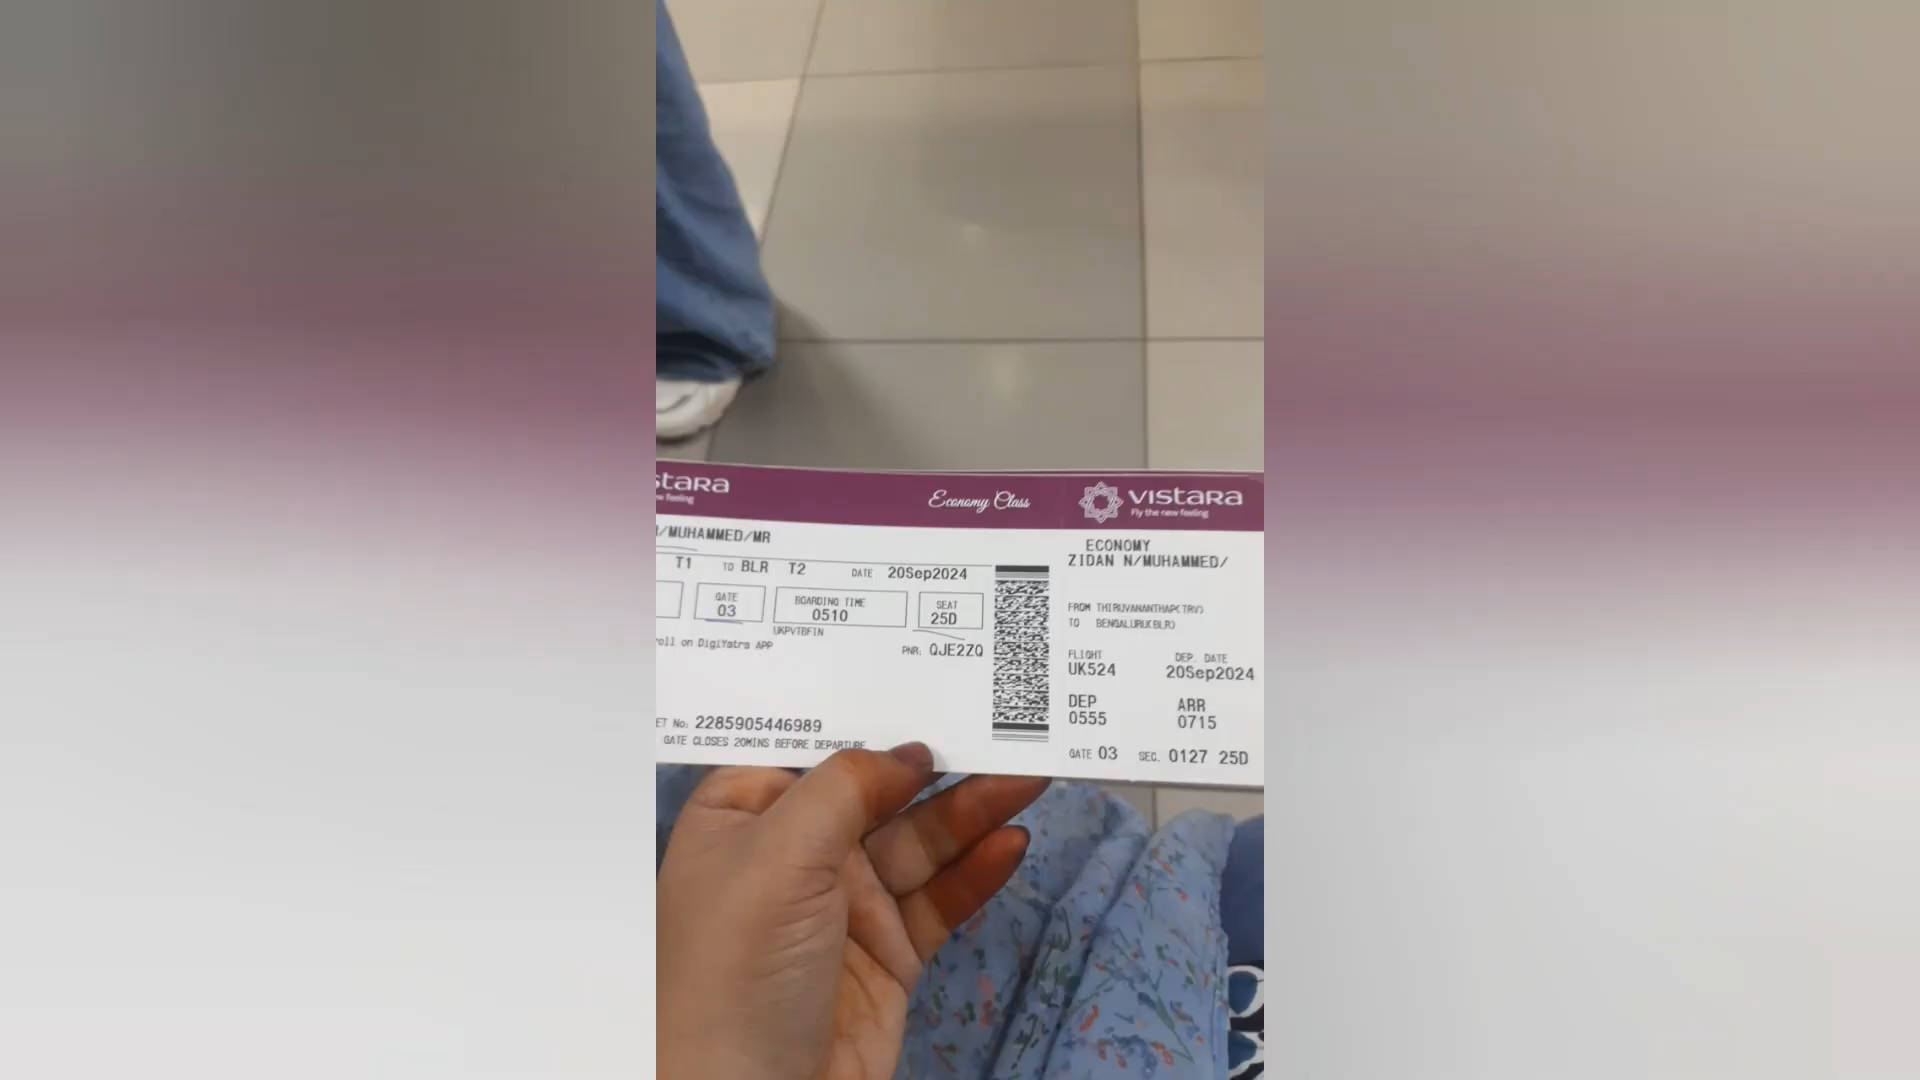 staRa
w feeling
Economy Class
/MUHAMMED/MR
T1 TO BLR T2 DATE 20Sep2024
GATE
03
BOARDING TIME
0510
SEAT
25D
UKPVTBFIN
roll on DigiYatra APP
PNR: QJE2ZQ
ET No: 2285905446989
GATE CLOSES 20MINS BEFORE DEPARTURE
VISTARA
Fly the new feeling
ECONOMY
ZIDAN N/MUHAMMED/
FROM THIRUVANANTHAP(TRV)
TO BENGALURU(BLR)
FLIGHT
UK524
DEP. DATE
20Sep2024
DEP
0555
ARR
0715
GATE 03 SEC. 0127 25D